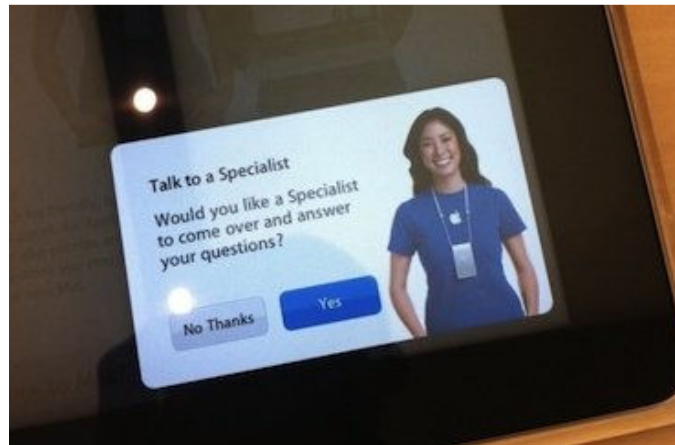 Talk to a Specialist
Would you like a Specialist
to come over and answer
your questions?
No Thanks
Yes